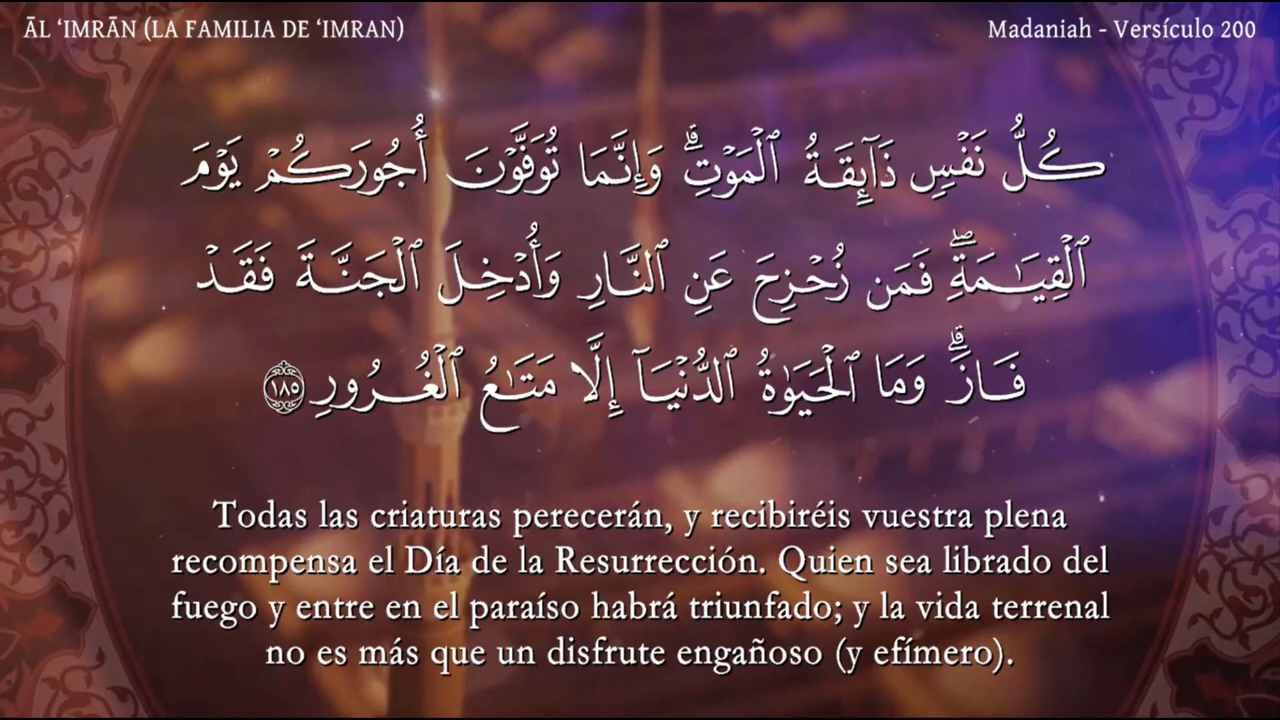 ĀL ‘IMRĀN (LA FAMILIA DE ‘IMRAN)
Madaniah - Versículo 200
كُلُّ نَفْسٍ ذَآئِقَةُ ٱلْمَوْتِ ۗ وَإِنَّمَا تُوَفَّوْنَ أُجُورَكُمْ يَوْمَ
ٱلْقِيَـٰمَةِ ۖ فَمَن زُحْزِحَ عَنِ ٱلنَّارِ وَأُدْخِلَ ٱلْجَنَّةَ فَقَدْ
فَازَ ۗ وَمَا ٱلْحَيَوٰةُ ٱلدُّنْيَآ إِلَّا مَتَـٰعُ ٱلْغُرُورِ ١٨٥
Todas las criaturas perecerán, y recibiréis vuestra plena
recompensa el Día de la Resurrección. Quien sea librado del
fuego y entre en el paraíso habrá triunfado; y la vida terrenal
no es más que un disfrute engañoso (y efímero).